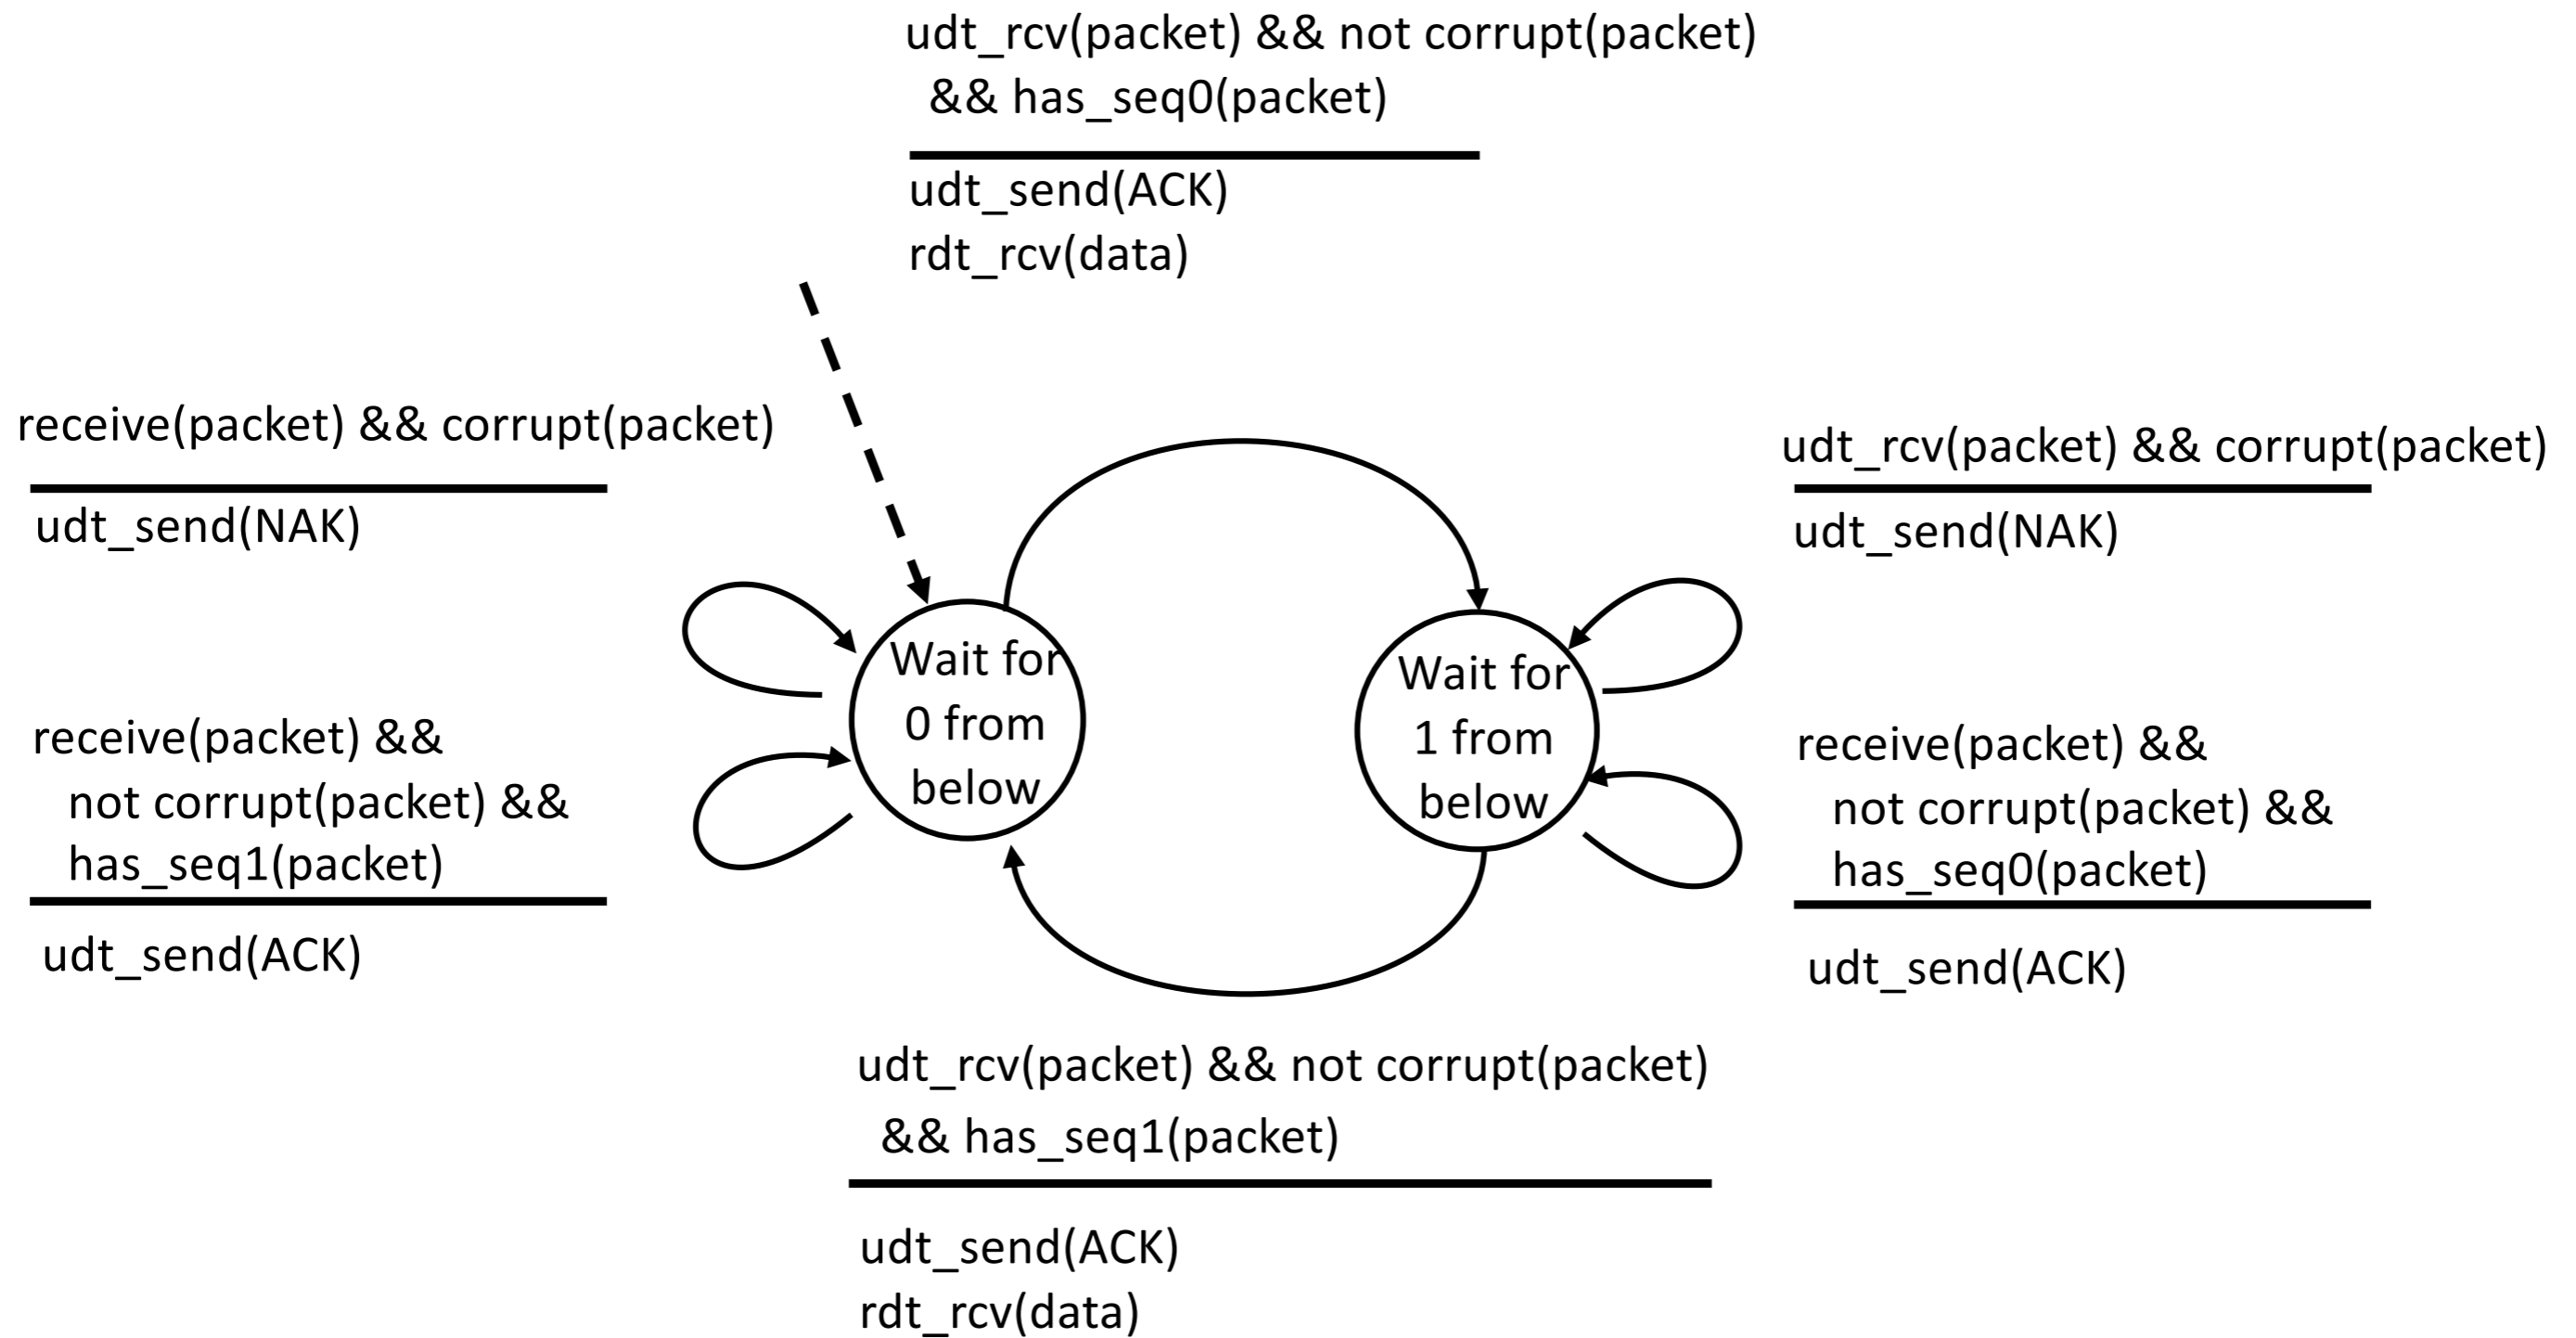 udt_rcv(packet) && not corrupt(packet)
&& has_seq0(packet)
udt_send(ACK)
rdt_rcv(data)
receive(packet) && corrupt(packet)
udt_send(NAK)
udt_rcv(packet) && corrupt(packet)
udt_send(NAK)
Wait for
0 from
below
Wait for
1 from
below
receive(packet) &&
not corrupt(packet) &&
has_seq1(packet)
udt_send(ACK)
receive(packet) &&
not corrupt(packet) &&
has_seq0(packet)
udt_send(ACK)
udt_rcv(packet) && not corrupt(packet)
&& has_seq1(packet)
udt_send(ACK)
rdt_rcv(data)